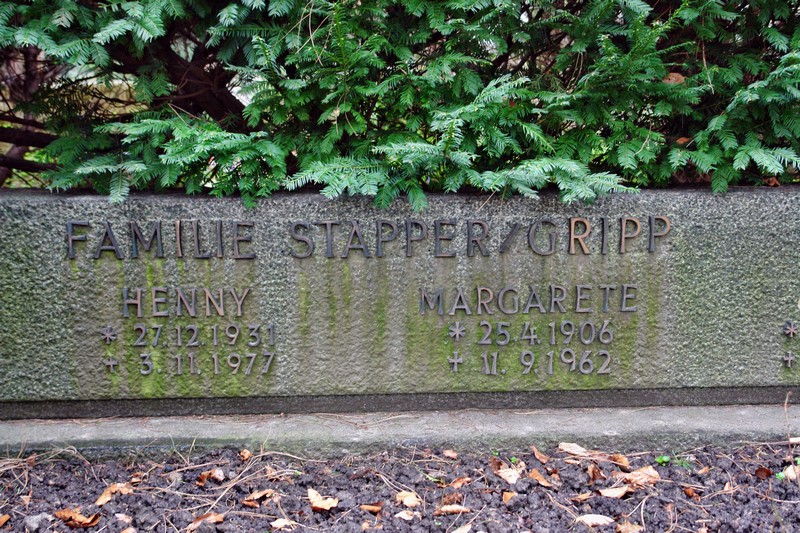 FAMILIE STAPPER/GRIPP
HENNY MARGARETE
* 27.12.1931 * 25.4.1906 *
+ 3.11.1977 + 11.9.1962 +